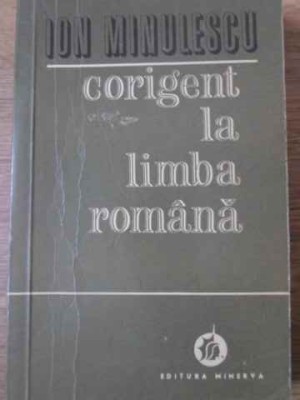 ION MINULESCU
corigent
la
limba
română
EDITURA MINERVA